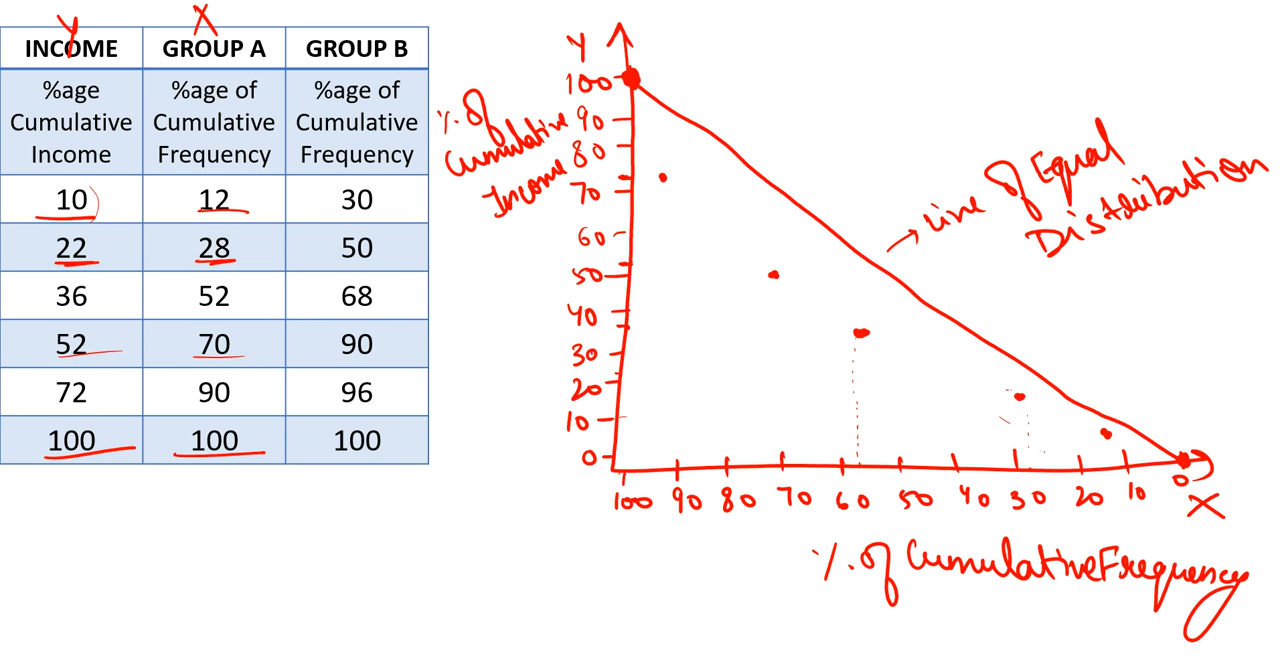 Y
X
INCOME GROUP A GROUP B
%age Cumulative Income %age of Cumulative Frequency %age of Cumulative Frequency
10 12 30
22 28 50
36 52 68
52 70 90
72 90 96
100 100 100
Y
% of
Cumulative
Income
100
90
80
70
60
50
40
30
20
10
0
→ Line of Equal
Distribution
100 90 80 70 60 50 40 30 20 10 0
X
% of Cumulative Frequency